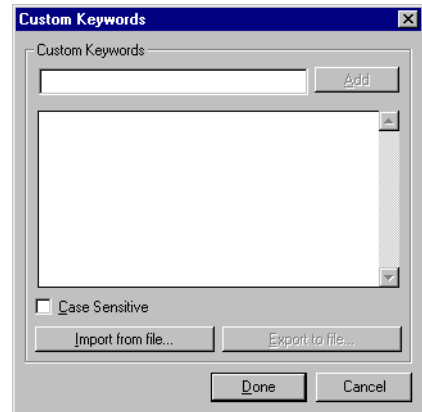 Custom Keywords
Custom Keywords
Add
Case Sensitive
Import from file... Export to file...
Done Cancel